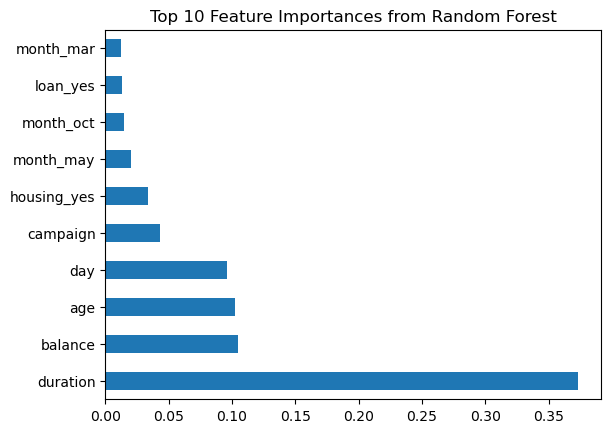 Top 10 Feature Importances from Random Forest
month_mar
loan_yes
month_oct
month_may
housing_yes
campaign
day
age
balance
duration
0.00 0.05 0.10 0.15 0.20 0.25 0.30 0.35